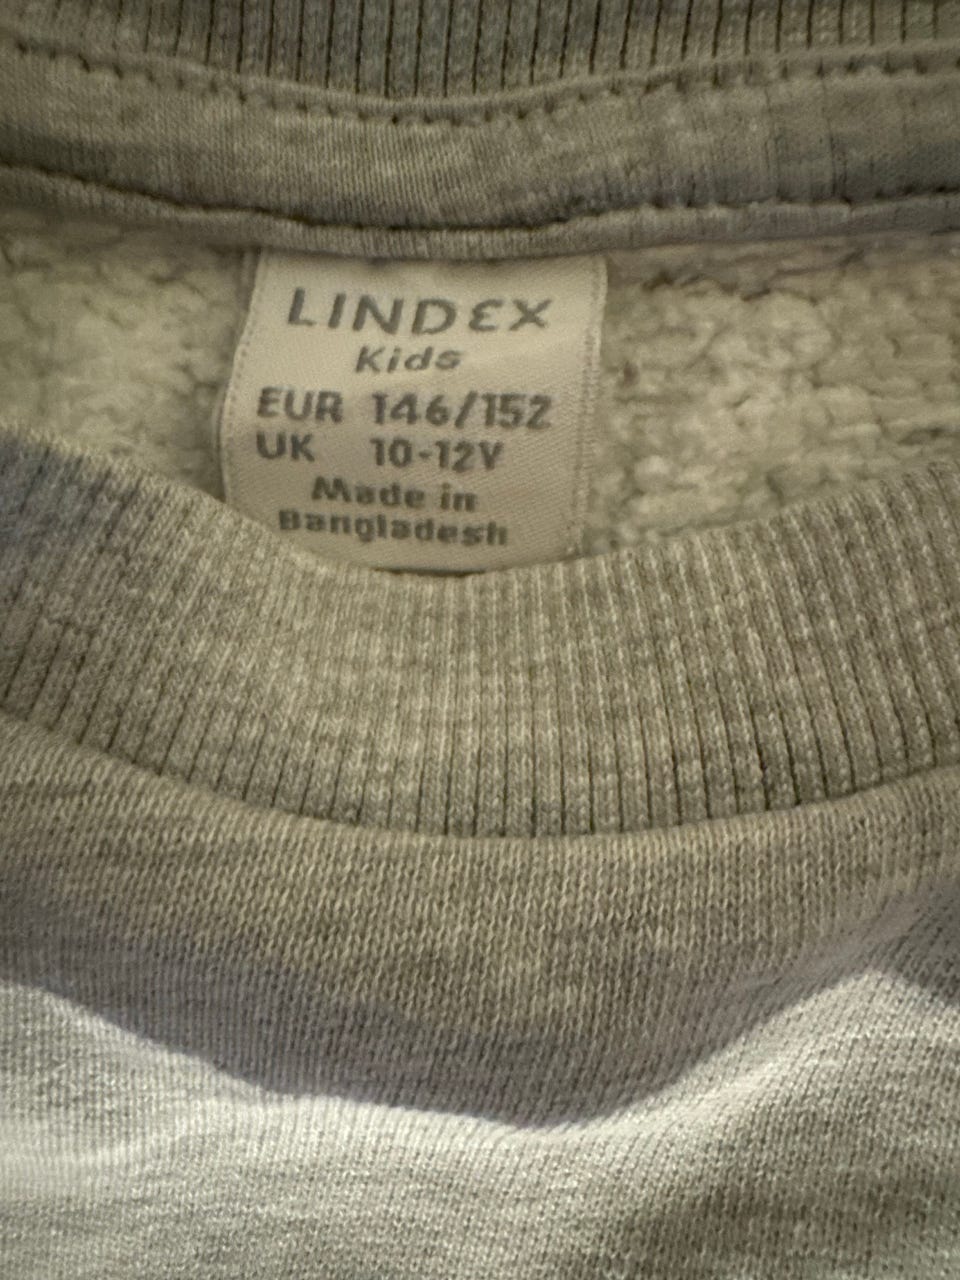 LINDEX
Kids
EUR 146/152
UK 10-12Y
Made in
Bangladesh